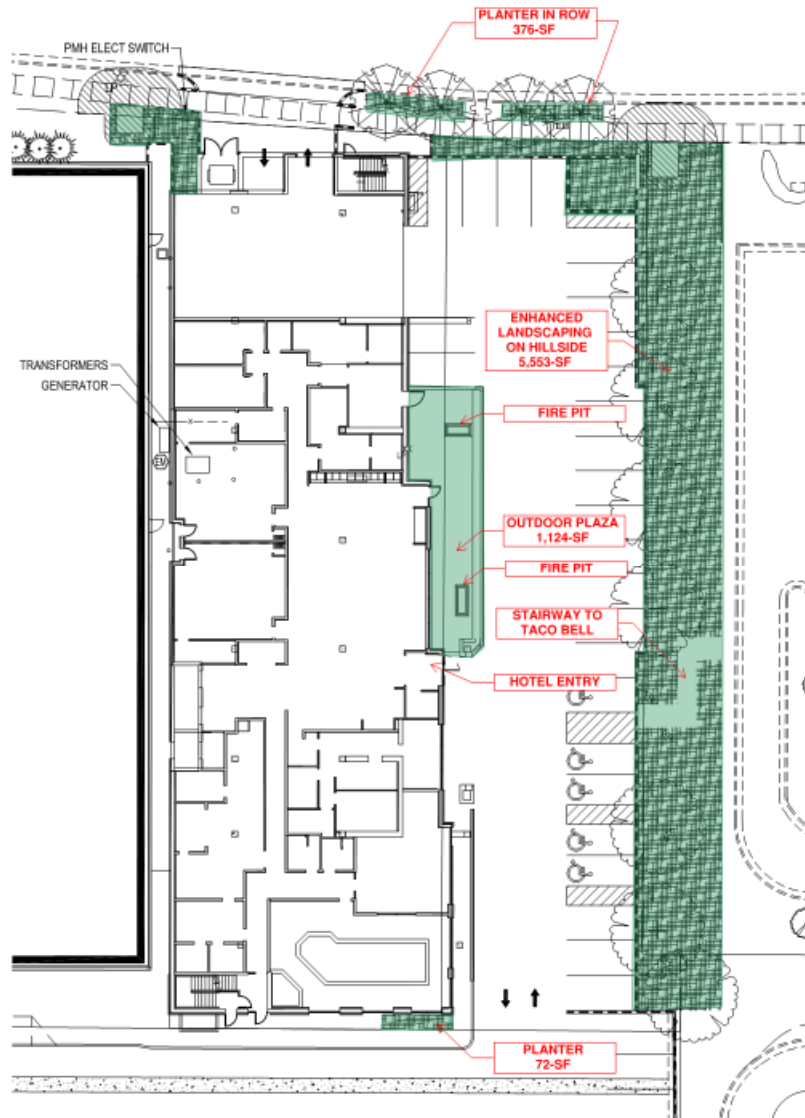 PLANTER IN ROW
376-SF
PMH ELECT SWITCH
ENHANCED
LANDSCAPING
ON HILLSIDE
5,553-SF
TRANSFORMERS
GENERATOR
FIRE PIT
EM
OUTDOOR PLAZA
1,124-SF
FIRE PIT
STAIRWAY TO
TACO BELL
HOTEL ENTRY
PLANTER
72-SF